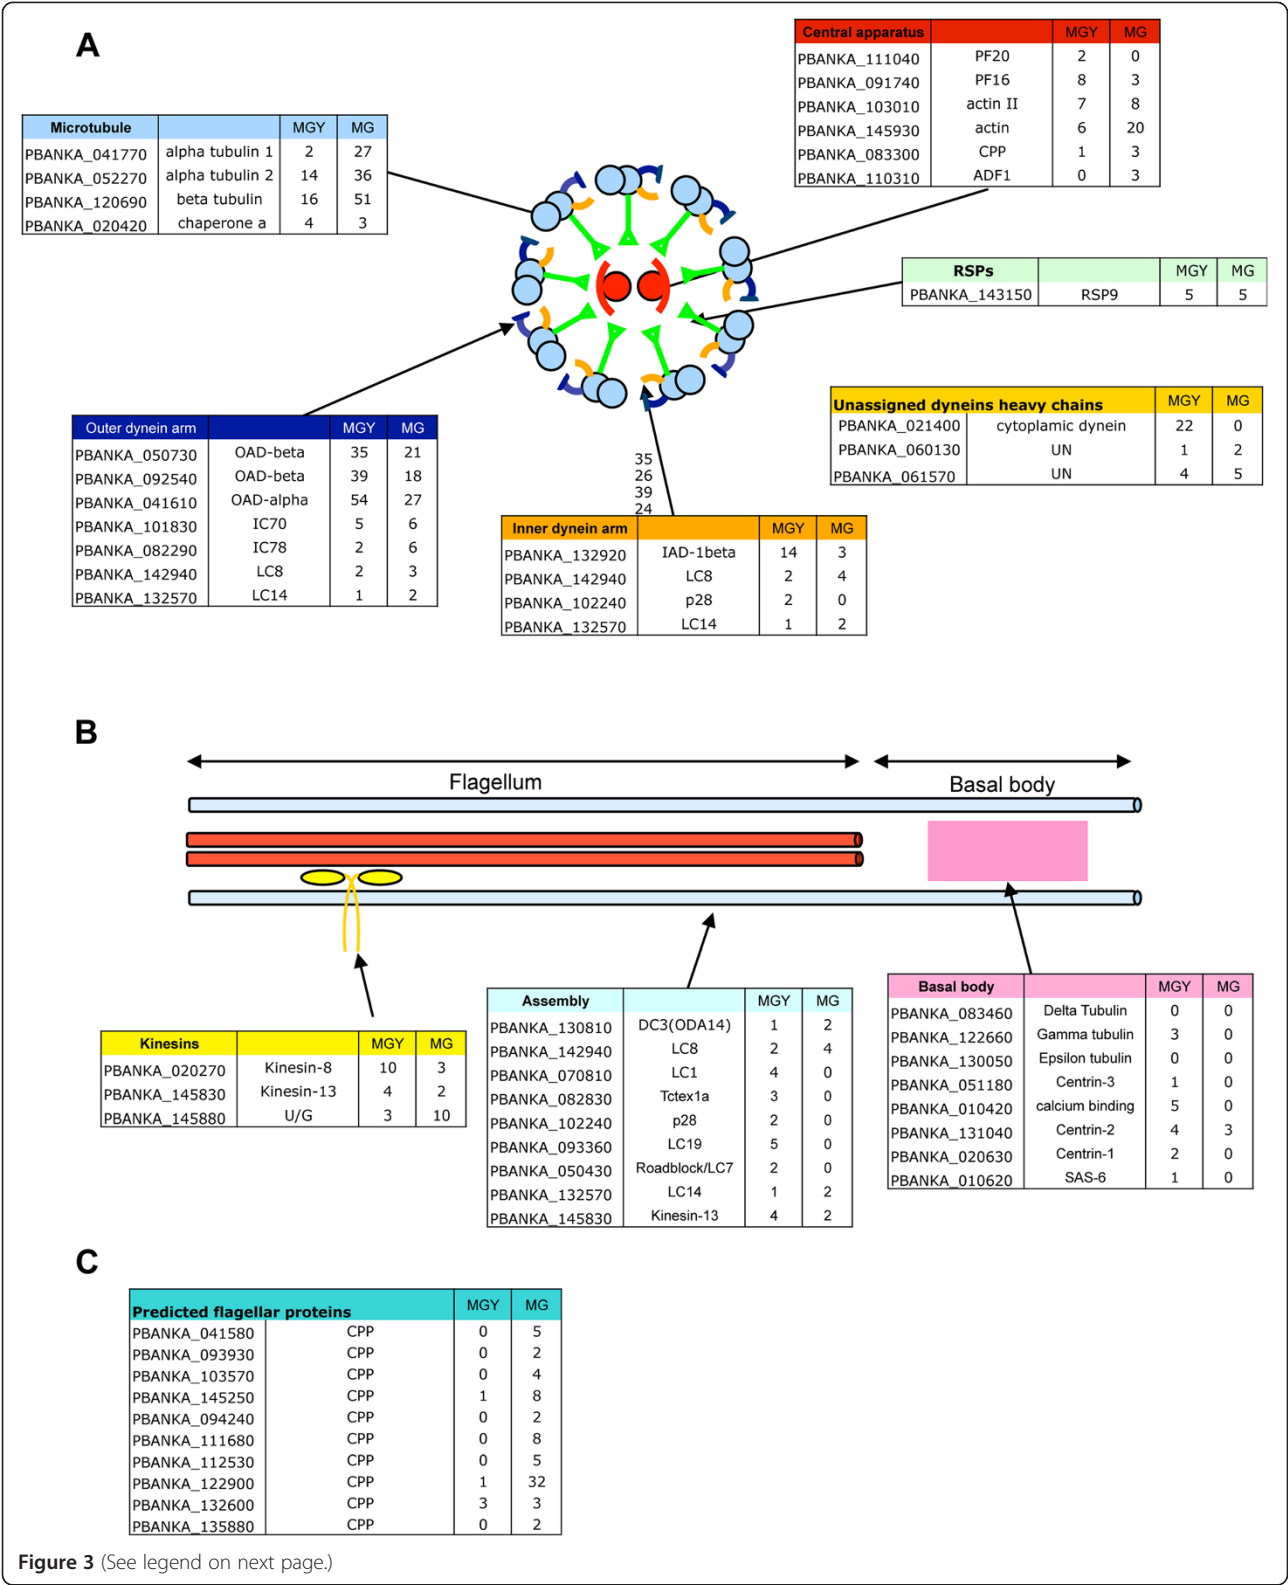 A
Central apparatus MGY MG
PBANKA_111040 PF20 2 0
PBANKA_091740 PF16 8 3
PBANKA_103010 actin II 7 8
PBANKA_145930 actin 6 20
PBANKA_083300 CPP 1 3
PBANKA_110310 ADF1 0 3
Microtubule MGY MG
PBANKA_041770 alpha tubulin 1 2 27
PBANKA_052270 alpha tubulin 2 14 36
PBANKA_120690 beta tubulin 16 51
PBANKA_020420 chaperone a 4 3
RSPs MGY MG
PBANKA_143150 RSP9 5 5
Unassigned dyneins heavy chains MGY MG
PBANKA_021400 cytoplamic dynein 22 0
PBANKA_060130 UN 1 2
PBANKA_061570 UN 4 5
Outer dynein arm MGY MG
PBANKA_050730 OAD-beta 35 21
PBANKA_092540 OAD-beta 39 18
PBANKA_041610 OAD-alpha 54 27
PBANKA_101830 IC70 5 6
PBANKA_082290 IC78 2 6
PBANKA_142940 LC8 2 3
PBANKA_132570 LC14 1 2
35
26
39
24
Inner dynein arm MGY MG
PBANKA_132920 IAD-1beta 14 3
PBANKA_142940 LC8 2 4
PBANKA_102240 p28 2 0
PBANKA_132570 LC14 1 2
B
Flagellum Basal body
Kinesins MGY MG
PBANKA_020270 Kinesin-8 10 3
PBANKA_145830 Kinesin-13 4 2
PBANKA_145880 U/G 3 10
Assembly MGY MG
PBANKA_130810 DC3(ODA14) 1 2
PBANKA_142940 LC8 2 4
PBANKA_070810 LC1 4 0
PBANKA_082830 Tctex1a 3 0
PBANKA_102240 p28 2 0
PBANKA_093360 LC19 5 0
PBANKA_050430 Roadblock/LC7 2 0
PBANKA_132570 LC14 1 2
PBANKA_145830 Kinesin-13 4 2
Basal body MGY MG
PBANKA_083460 Delta Tubulin 0 0
PBANKA_122660 Gamma tubulin 3 0
PBANKA_130050 Epsilon tubulin 0 0
PBANKA_051180 Centrin-3 1 0
PBANKA_010420 calcium binding 5 0
PBANKA_131040 Centrin-2 4 3
PBANKA_020630 Centrin-1 2 0
PBANKA_010620 SAS-6 1 0
C
Predicted flagellar proteins MGY MG
PBANKA_041580 CPP 0 5
PBANKA_093930 CPP 0 2
PBANKA_103570 CPP 0 4
PBANKA_145250 CPP 1 8
PBANKA_094240 CPP 0 2
PBANKA_111680 CPP 0 8
PBANKA_112530 CPP 0 5
PBANKA_122900 CPP 1 32
PBANKA_132600 CPP 3 3
PBANKA_135880 CPP 0 2
Figure 3 (See legend on next page.)